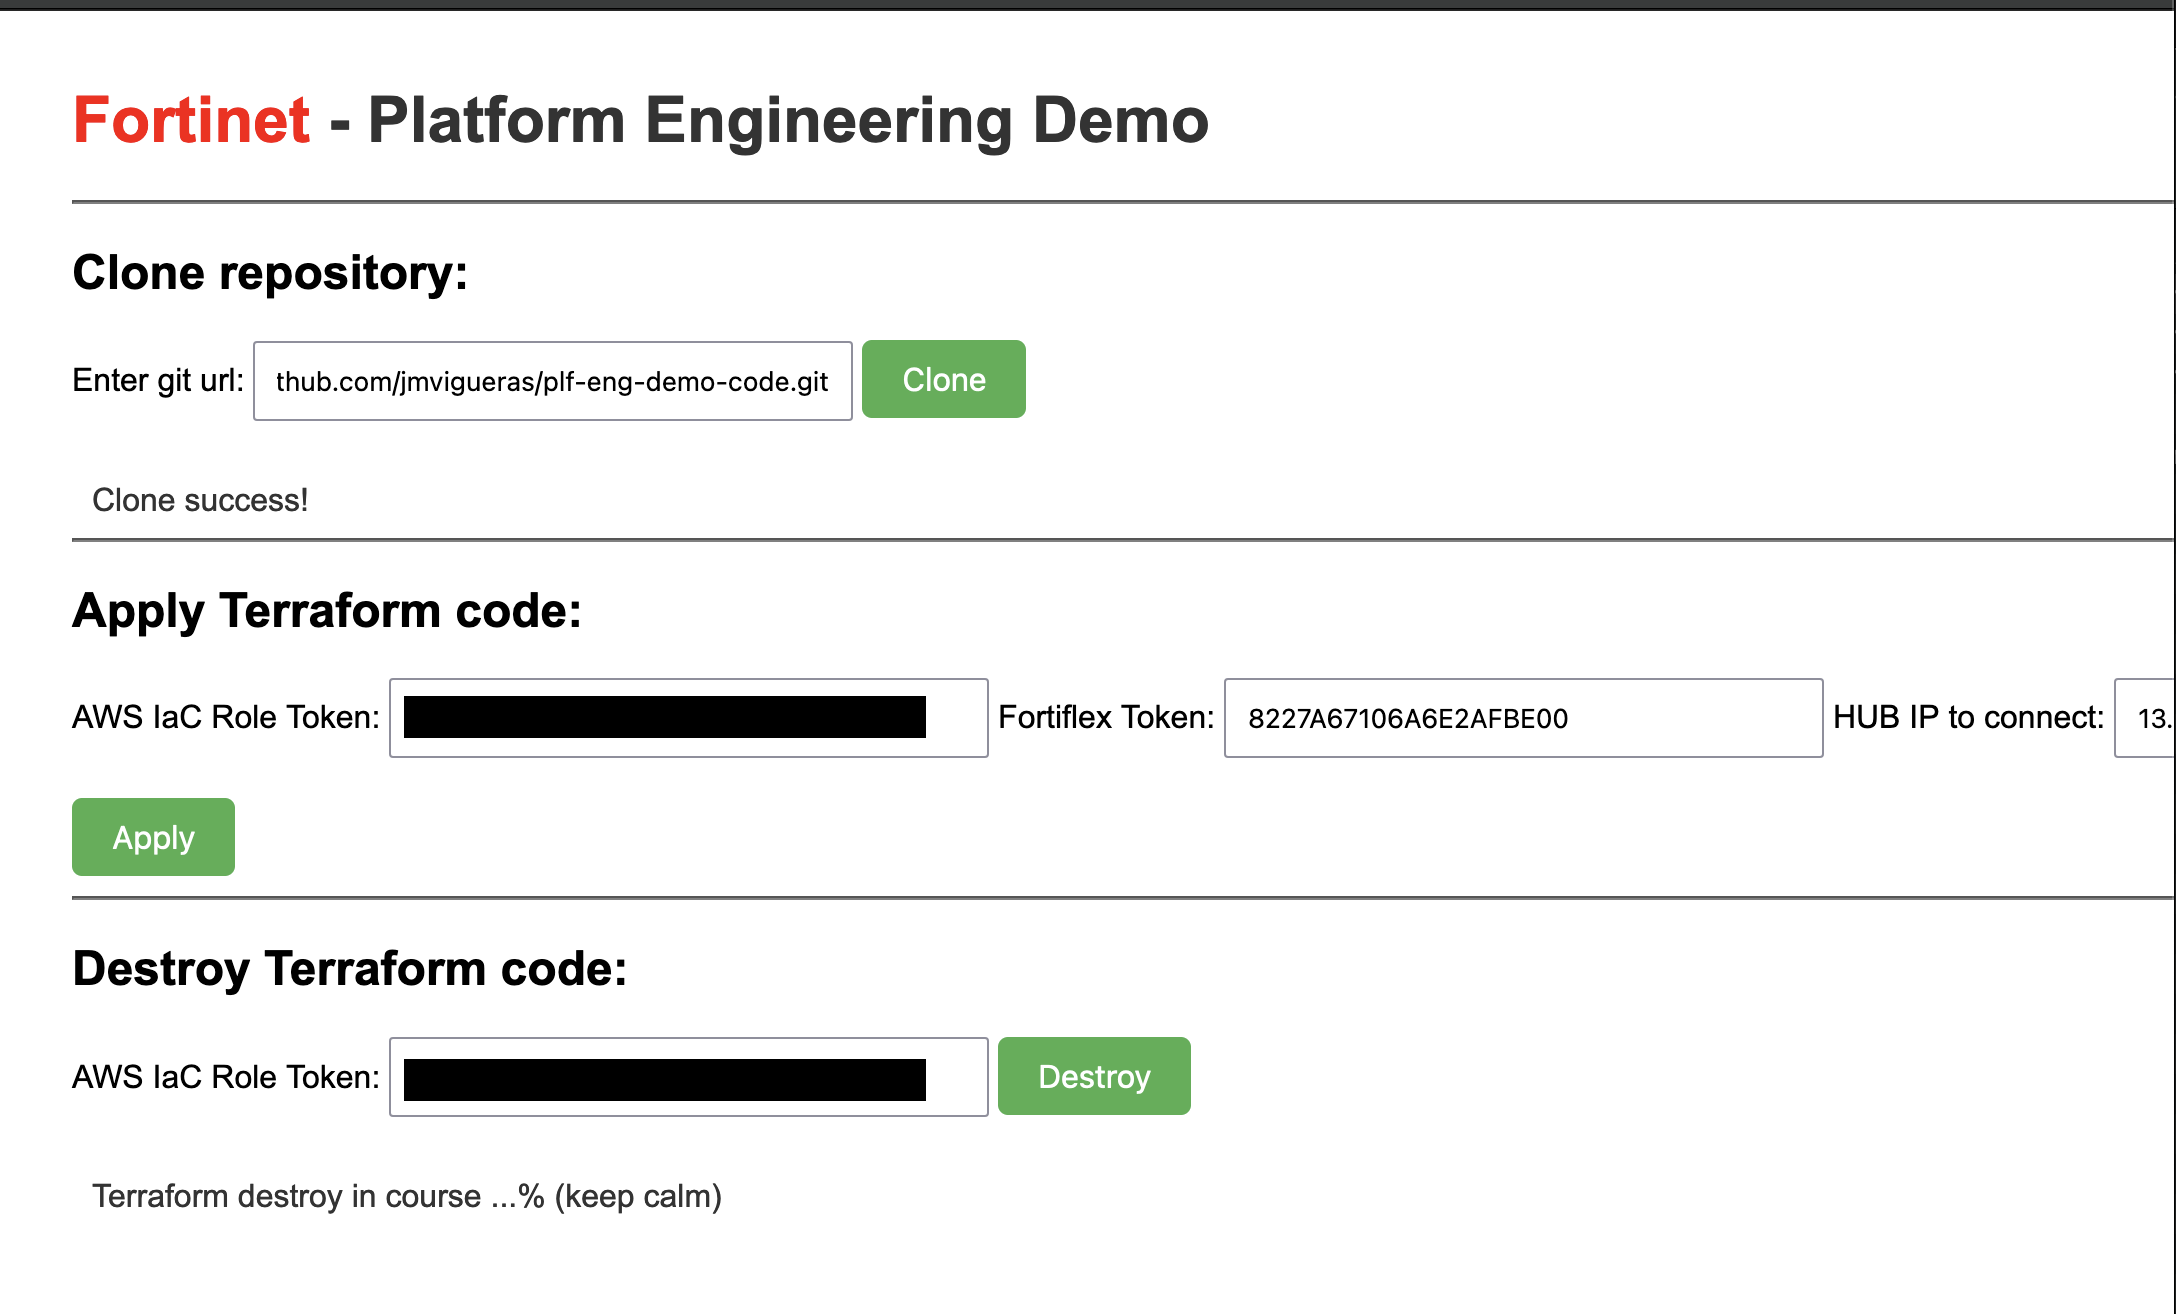 Fortinet - Platform Engineering Demo
Clone repository:
Enter git url: thub.com/jmvigueras/plf-eng-demo-code.git Clone
Clone success!
Apply Terraform code:
AWS IaC Role Token: Fortiflex Token: 8227A67106A6E2AFBE00 HUB IP to connect: 13.
Apply
Destroy Terraform code:
AWS IaC Role Token: Destroy
Terraform destroy in course ...% (keep calm)